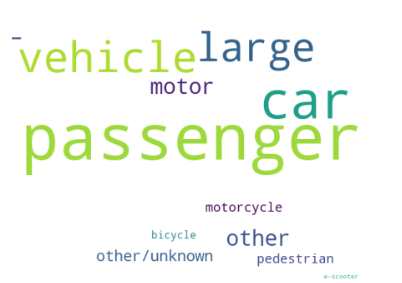 -
vehicle large
motor
car
passenger
motorcycle
bicycle
other
other/unknown
pedestrian
e-scooter